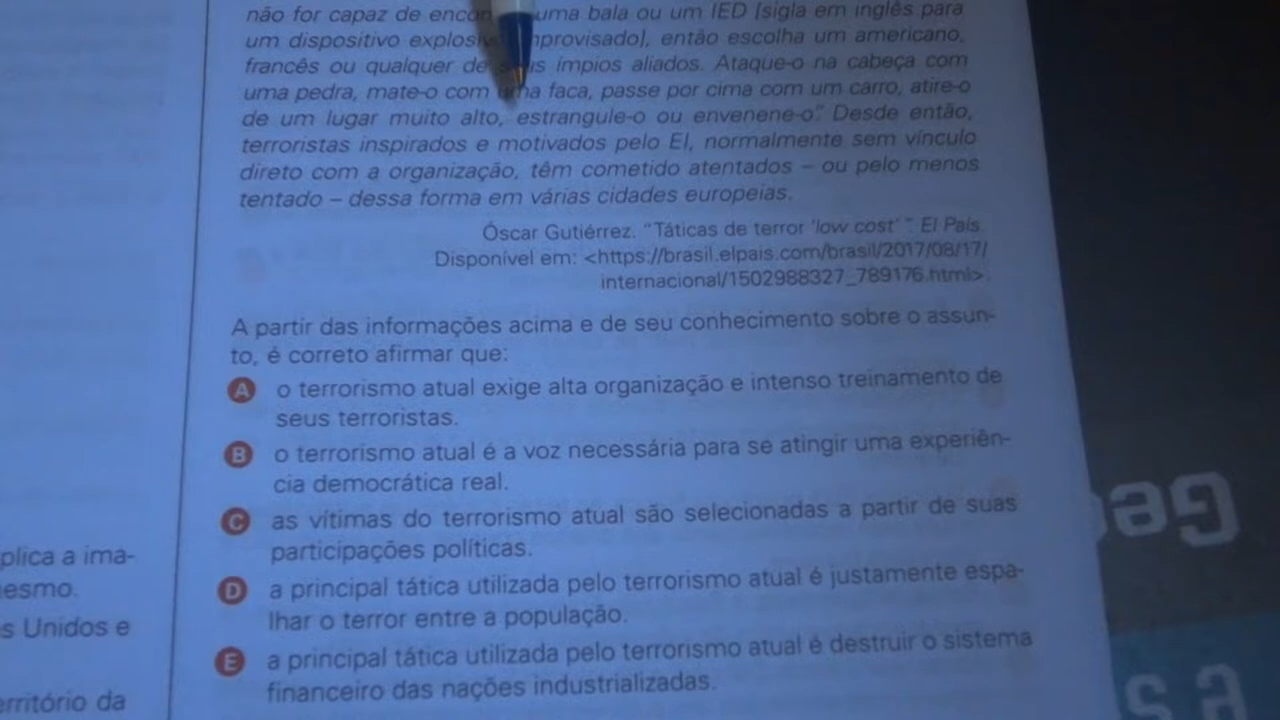 não for capaz de uma bala ou um IED [sigla em inglês para
um dispositivo então escolha um americano,
francês ou qualquer de ímpios aliados. Ataque-o na cabeça com
uma pedra, mate-o com uma faca, passe por cima com um carro, atire-o
de um lugar muito alto, estrangule-o ou envenene-o”. Desde então,
terroristas inspirados e motivados pelo EI, normalmente sem vínculo
direto com a organização, têm cometido atentados – ou pelo menos
tentado – dessa forma em várias cidades europeias.
Óscar Gutiérrez. “Táticas de terror ‘low cost’ ”. El País.
Disponível em: <https://brasil.elpais.com/brasil/2017/08/17/
internacional/1502988327_789176.html>.
A partir das informações acima e de seu conhecimento sobre o assun-
to, é correto afirmar que:
A o terrorismo atual exige alta organização e intenso treinamento de
seus terroristas.
B o terrorismo atual é a voz necessária para se atingir uma experiên-
cia democrática real.
C as vítimas do terrorismo atual são selecionadas a partir de suas
participações políticas.
D a principal tática utilizada pelo terrorismo atual é justamente espa-
lhar o terror entre a população.
E a principal tática utilizada pelo terrorismo atual é destruir o sistema
financeiro das nações industrializadas.
plica a ima-
esmo.
s Unidos e
erritório da
Geo